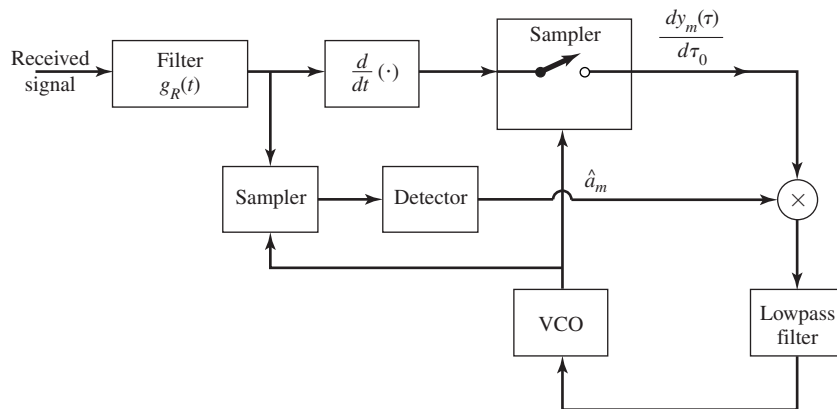 Received
signal
Filter
g_R(t)
d/dt (·)
Sampler
dy_m(τ)/dτ_0
Sampler
Detector
â_m
×
VCO
Lowpass
filter